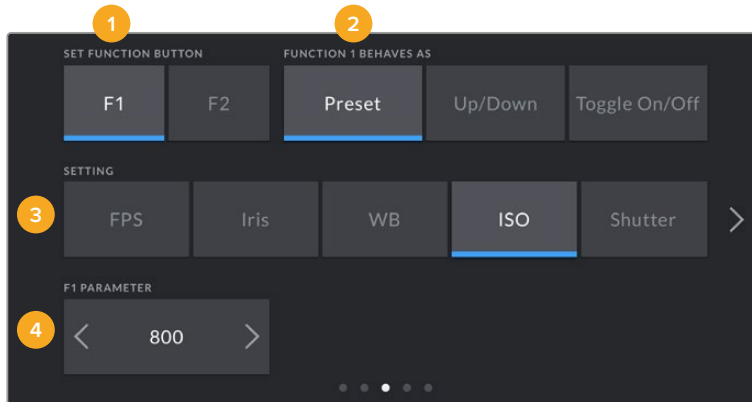 1 2
SET FUNCTION BUTTON FUNCTION 1 BEHAVES AS
F1 F2 Preset Up/Down Toggle On/Off
SETTING
3 FPS Iris WB ISO Shutter
F1 PARAMETER
4 800